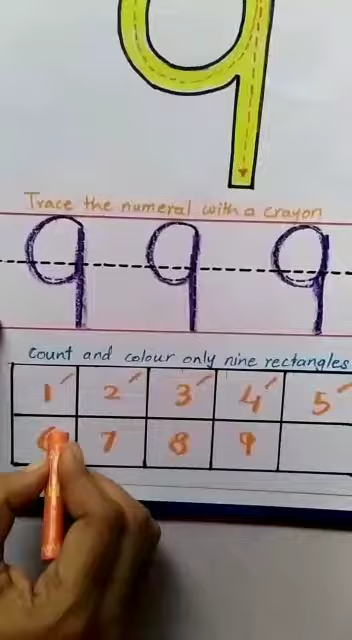 9
Trace the numeral with a crayon
9 9 9
Count and colour only nine rectangles
1 2 3 4 5
6 7 8 9